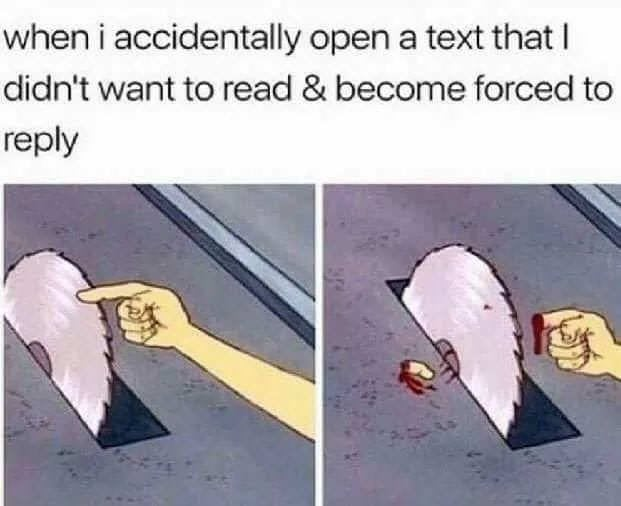 when i accidentally open a text that I
didn't want to read & become forced to
reply